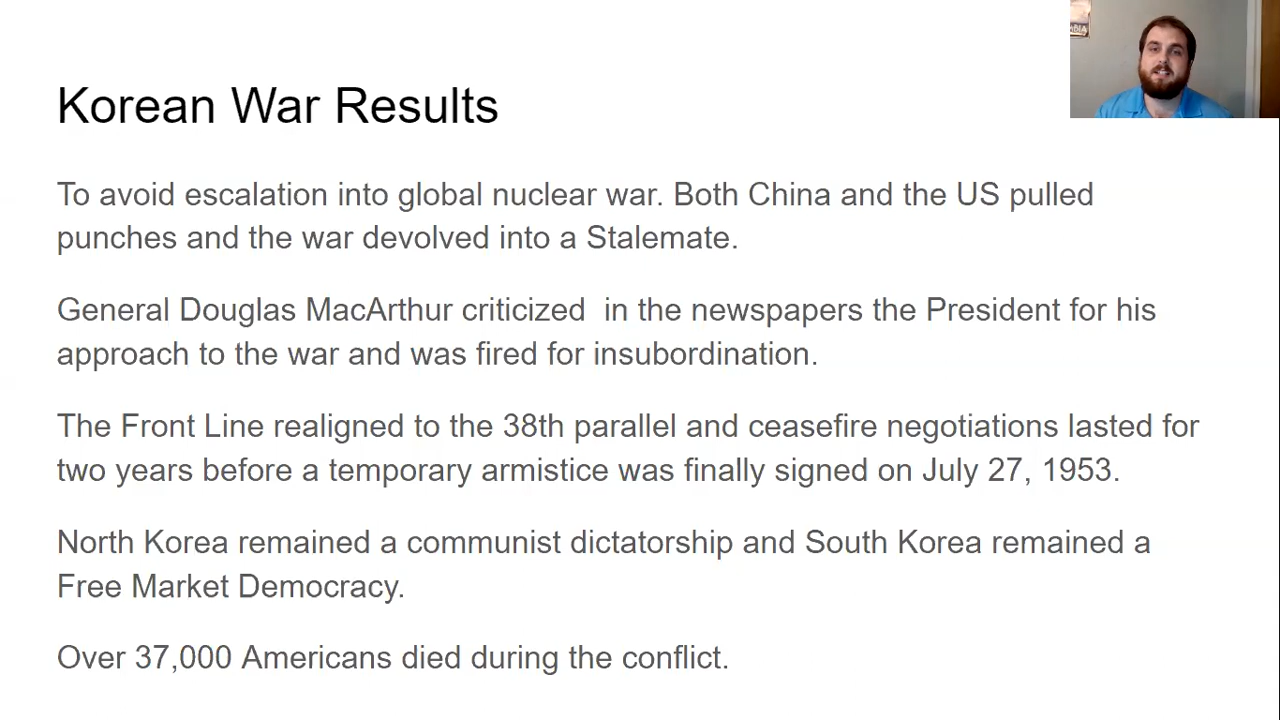 Korean War Results
To avoid escalation into global nuclear war. Both China and the US pulled
punches and the war devolved into a Stalemate.
General Douglas MacArthur criticized  in the newspapers the President for his
approach to the war and was fired for insubordination.
The Front Line realigned to the 38th parallel and ceasefire negotiations lasted for
two years before a temporary armistice was finally signed on July 27, 1953.
North Korea remained a communist dictatorship and South Korea remained a
Free Market Democracy.
Over 37,000 Americans died during the conflict.